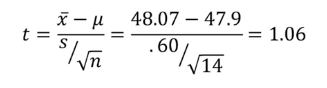 t = x̄ − μ / s/√n = 48.07 − 47.9 / .60/√14 = 1.06